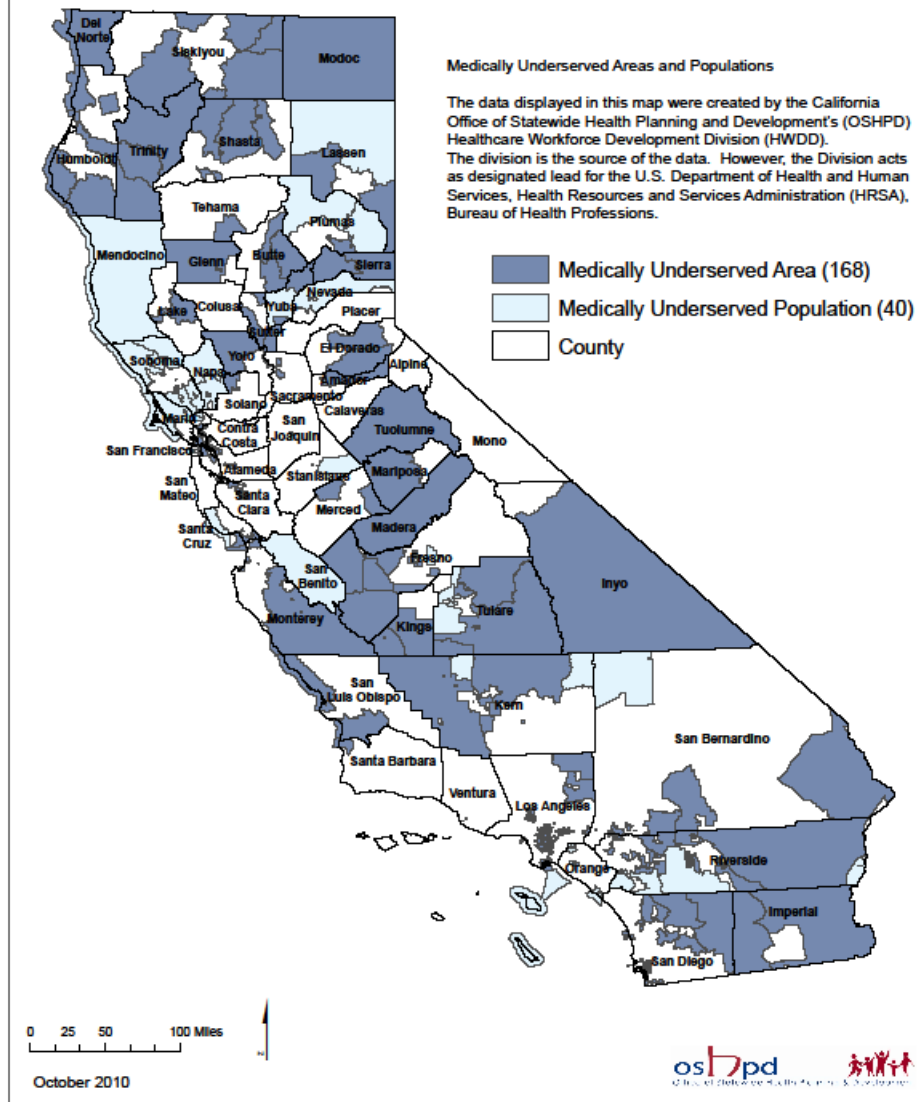 Del
Norte
Siskiyou
Modoc
Medically Underserved Areas and Populations
The data displayed in this map were created by the California
Office of Statewide Health Planning and Development's (OSHPD)
Healthcare Workforce Development Division (HWDD).
The division is the source of the data. However, the Division acts
as designated lead for the U.S. Department of Health and Human
Services, Health Resources and Services Administration (HRSA),
Bureau of Health Professions.
Humboldt
Trinity
Shasta
Lassen
Tehama
Plumas
Mendocino
Glenn
Butte
Sierra
Medically Underserved Area (168)
Medically Underserved Population (40)
County
Lake
Colusa
Yuba
Nevada
Placer
Sutter
Sonoma
Napa
Yolo
El Dorado
Alpine
Amador
Sacramento
Solano
Calaveras
Marin
Contra
Costa
San
Joaquin
Tuolumne
Mono
San Francisco
Alameda
Stanislaus
Mariposa
San
Mateo
Santa
Clara
Merced
Madera
Santa
Cruz
Fresno
San
Benito
Inyo
Monterey
Kings
Tulare
San
Luis Obispo
Kern
San Bernardino
Santa Barbara
Ventura
Los Angeles
Orange
Riverside
Imperial
San Diego
0 25 50 100 Miles
October 2010
z
oshpd
Office of Statewide Health Planning & Development